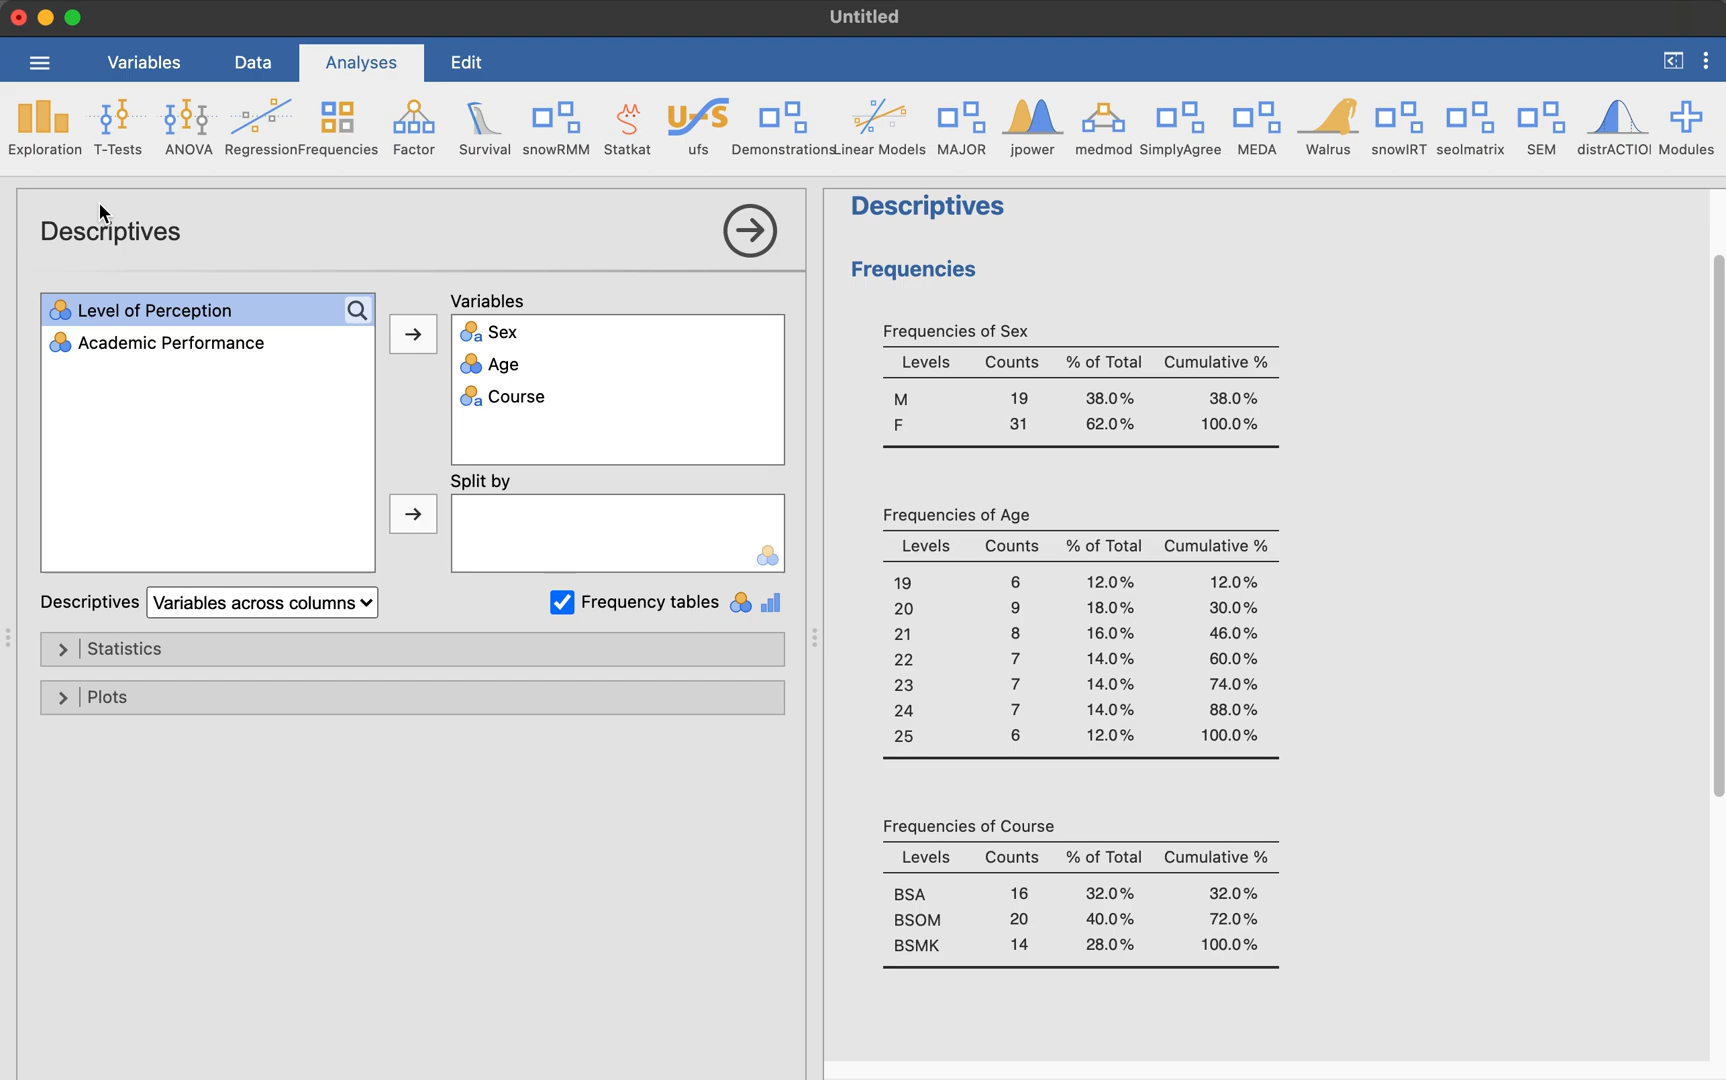 Untitled
Variables Data Analyses Edit
Exploration T-Tests ANOVA Regression Frequencies Factor Survival snowRMM Statkat ufs Demonstrations Linear Models MAJOR jpower medmod SimplyAgree MEDA Walrus snowIRT seolmatrix SEM distrACTIO Modules
Descriptives
Level of Perception
Academic Performance
Variables
Sex
Age
Course
Split by
Descriptives Variables across columns
Frequency tables
Statistics
Plots
Descriptives
Frequencies
Frequencies of Sex
Levels Counts % of Total Cumulative %
M 19 38.0% 38.0%
F 31 62.0% 100.0%
Frequencies of Age
Levels Counts % of Total Cumulative %
19 6 12.0% 12.0%
20 9 18.0% 30.0%
21 8 16.0% 46.0%
22 7 14.0% 60.0%
23 7 14.0% 74.0%
24 7 14.0% 88.0%
25 6 12.0% 100.0%
Frequencies of Course
Levels Counts % of Total Cumulative %
BSA 16 32.0% 32.0%
BSOM 20 40.0% 72.0%
BSMK 14 28.0% 100.0%